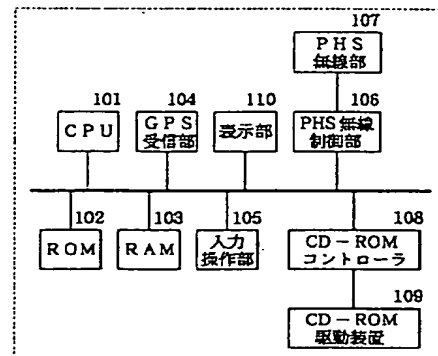 107
PHS
無線部
101
104
110
106
CPU
GPS
受信部
表示部
PHS無線
制御部
102
103
105
108
ROM
RAM
入力
操作部
CD-ROM
コントローラ
109
CD-ROM
駆動装置